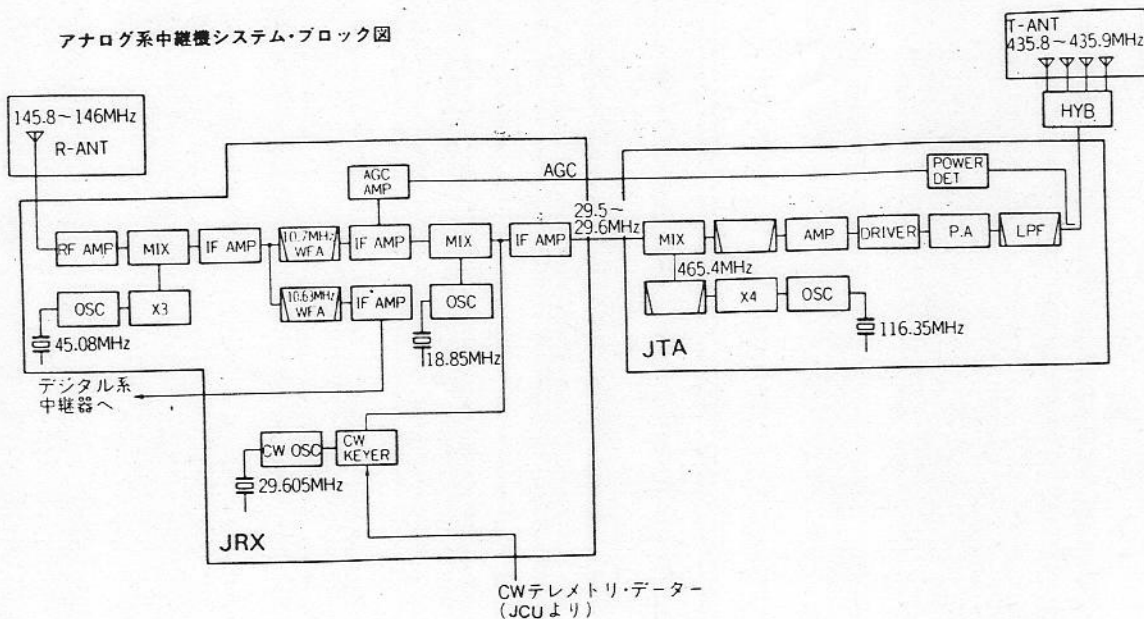 アナログ系中継機システム・ブロック図
145.8~146MHz
R-ANT
T-ANT
435.8~435.9MHz
HYB
AGC
AMP
AGC
POWER
DET
29.5~
29.6MHz
RF AMP
MIX
IF AMP
10.7MHz
WFA
IF AMP
MIX
IF AMP
MIX
AMP
DRIVER
P.A
LPF
465.4MHz
OSC
X3
10.63MHz
WFA
IF AMP
OSC
X4
OSC
45.08MHz
18.85MHz
116.35MHz
JTA
デジタル系
中継器へ
CW OSC
CW
KEYER
29.605MHz
JRX
CWテレメトリ・データー
(JCUより)